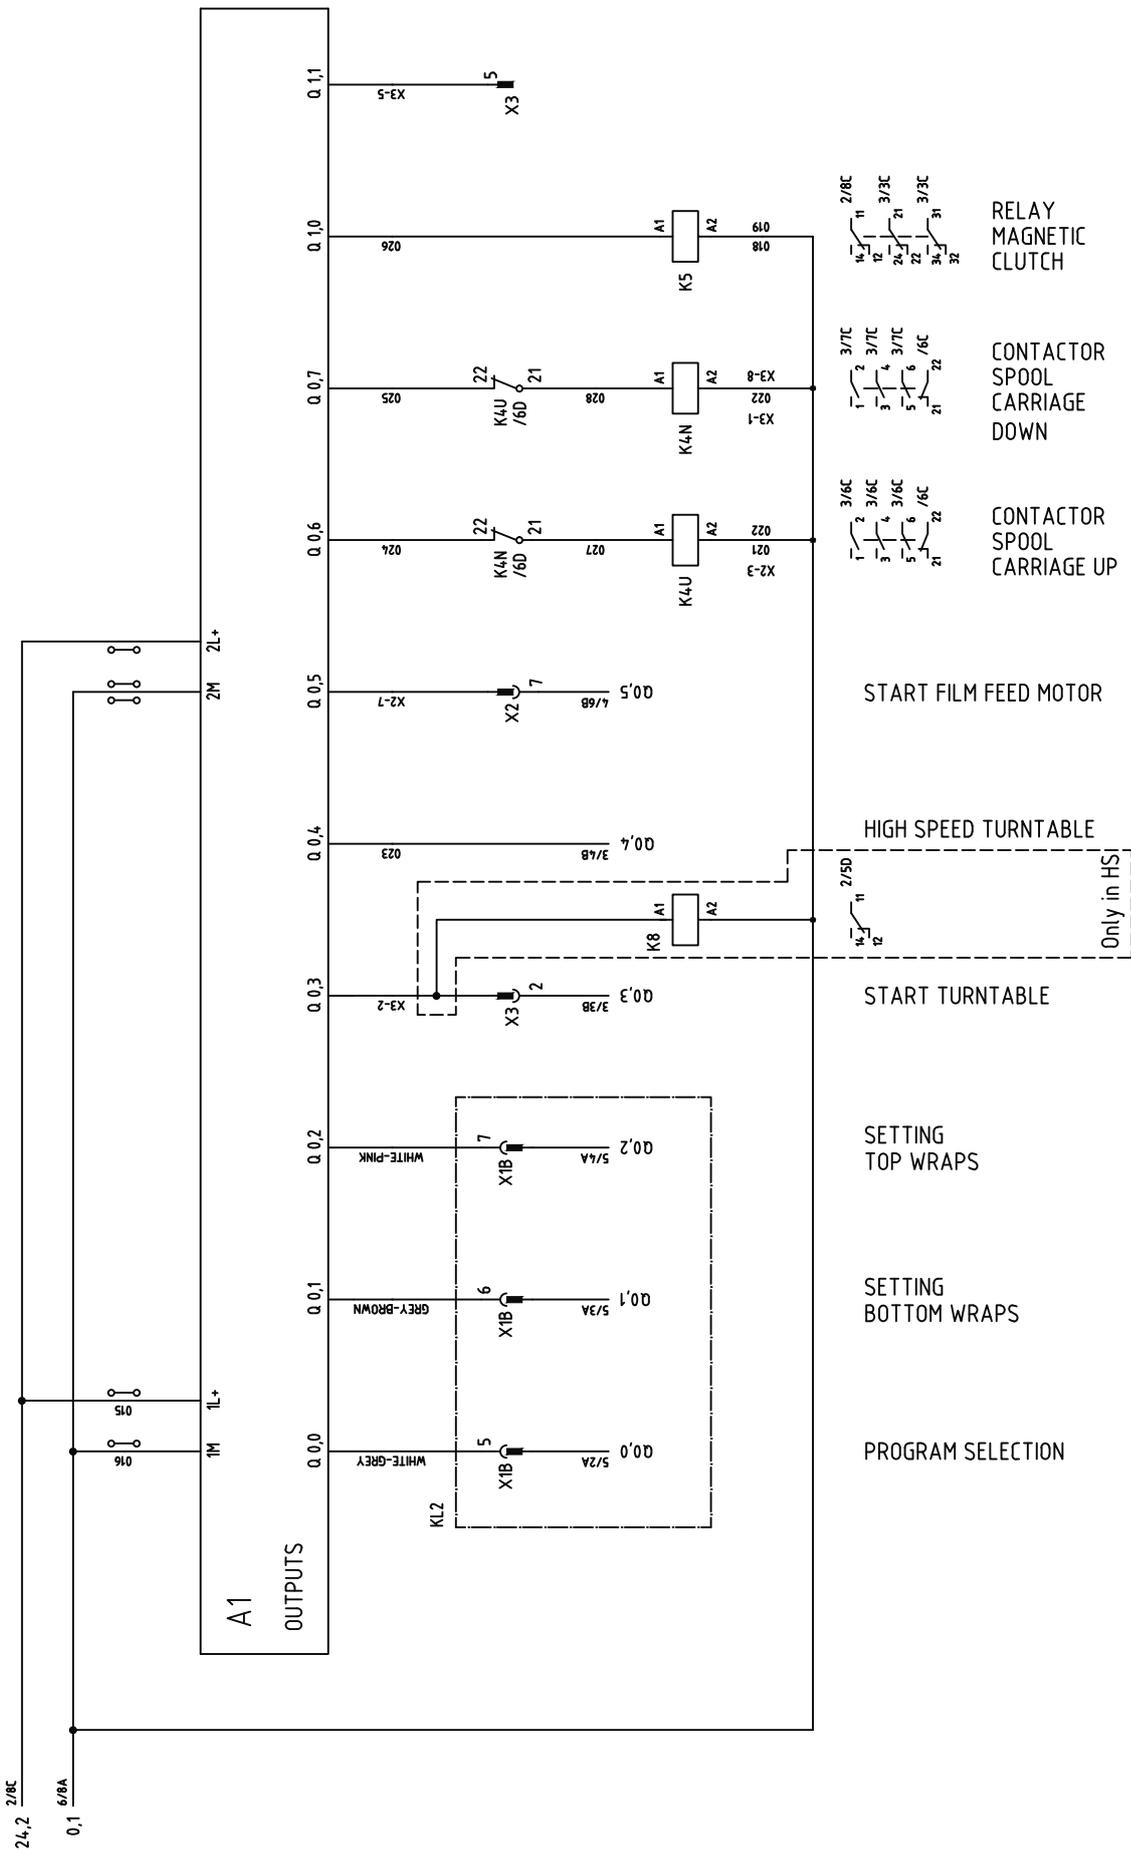 24,2
2/8C
0,1
6/8A
A1
OUTPUTS
1M
016
1L+
015
2M
2L+
Q 0,0
WHITE-GREY
KL2
5
X1B
5/2A
Q0,0
PROGRAM SELECTION
Q 0,1
GREY-BROWN
6
X1B
5/3A
Q0,1
SETTING
BOTTOM WRAPS
Q 0,2
WHITE-PINK
7
X1B
5/4A
Q0,2
SETTING
TOP WRAPS
Q 0,3
X3-2
X3
2
3/3B
Q0,3
START TURNTABLE
K8
A1
A2
2/5D
11
14
12
Only in HS
Q 0,4
023
3/4B
Q0,4
HIGH SPEED TURNTABLE
Q 0,5
X2-7
X2
7
4/6B
Q0,5
START FILM FEED MOTOR
Q 0,6
024
22
K4N
/6D
21
027
A1
K4U
A2
022
021
X2-3
3/6C
3/6C
3/6C
/6C
1
2
3
4
5
6
21
22
CONTACTOR
SPOOL
CARRIAGE UP
Q 0,7
025
22
K4U
/6D
21
028
A1
K4N
A2
X3-8
022
X3-1
3/7C
3/7C
3/7C
/6C
1
2
3
4
5
6
21
22
CONTACTOR
SPOOL
CARRIAGE
DOWN
Q 1,0
026
A1
K5
A2
019
018
2/8C
3/3C
3/3C
11
14
12
21
24
22
31
34
32
RELAY
MAGNETIC
CLUTCH
Q 1,1
X3-5
5
X3